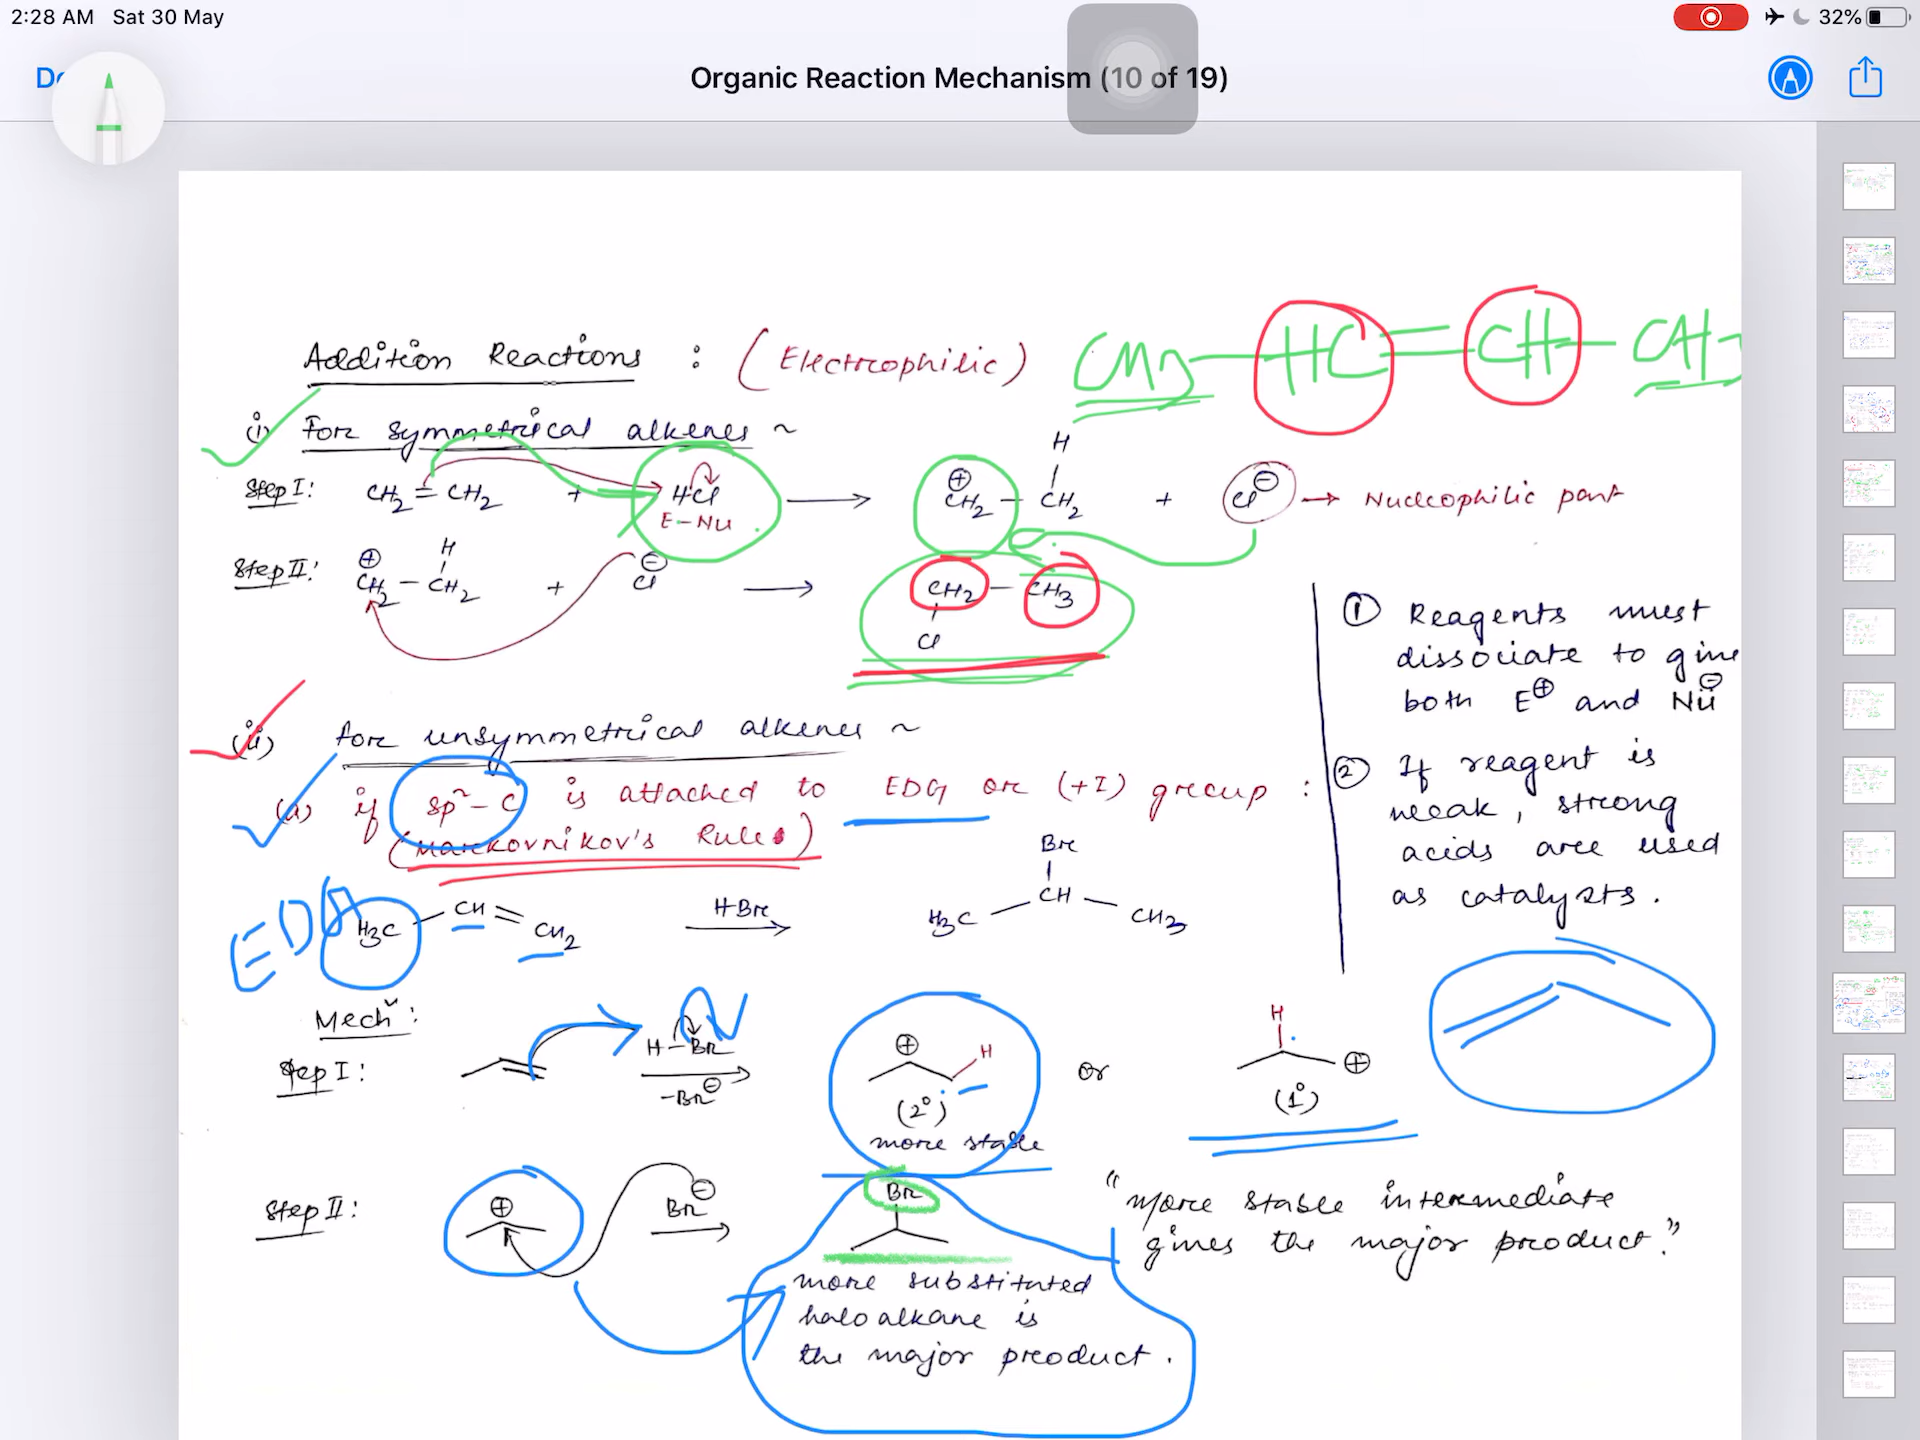 2:28 AM Sat 30 May
32%
Organic Reaction Mechanism (10 of 19)
Addition Reactions : (Electrophilic)
CH3 — HC = CH — CH3
(i) For symmetrical alkenes ~
Step I: CH2 = CH2 + HCl → ⊕CH2 — CH2 + Cl⊖ → Nucleophilic part
E – Nu
H
Step II: ⊕CH2 — CH2 + Cl⊖ → CH2 — CH3
H
Cl
① Reagents must
dissociate to give
both E⊕ and Nu⊖
② If reagent is
weak, strong
acids are used
as catalysts.
(ii) for unsymmetrical alkenes ~
(a) if sp²- C is attached to EDG or (+I) group :
(Markovnikov's Rule)
EDG
H3C — CH = CH2 H-Br → H3C — CH — CH3
Br
Mech:
Step I: H – Br
-Br⊖
⊕ H
(2°)
more stable
or
H ⊕
(1°)
Step II: ⊕ Br⊖ Br
more substituted
haloalkane is
the major product.
"More stable intermediate
gives the major product."